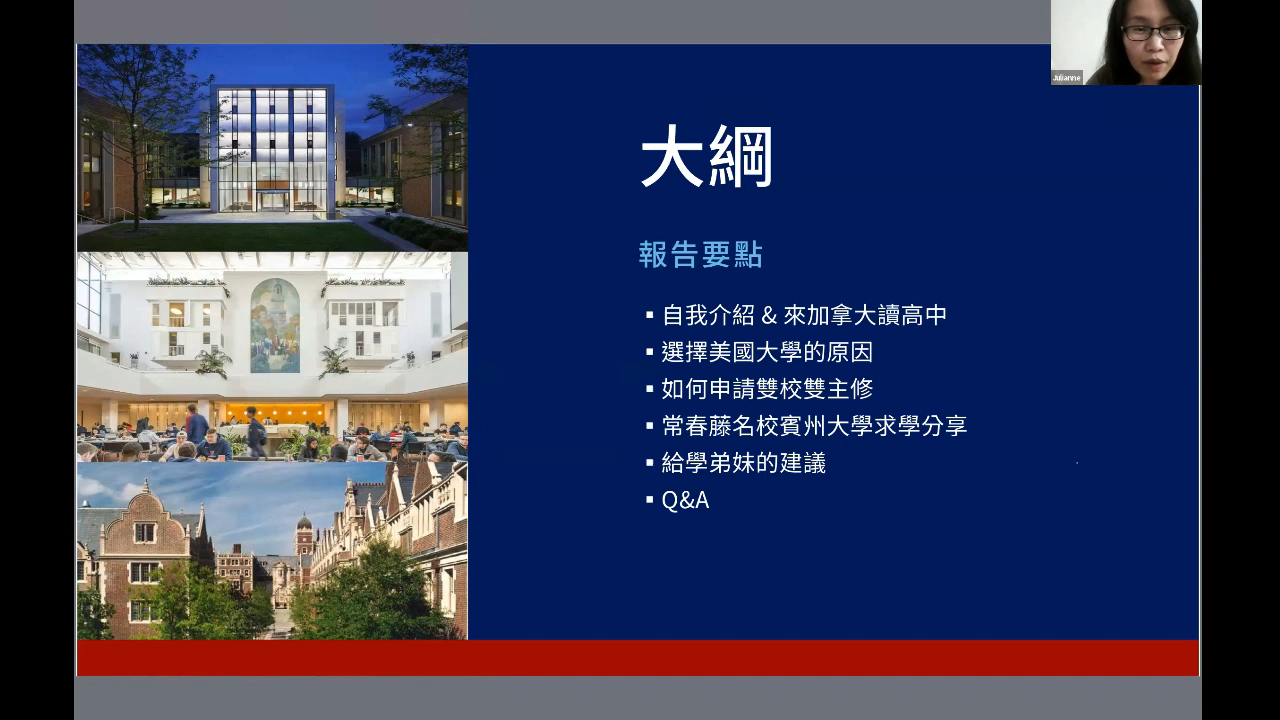 Julianne
大綱
報告要點
▪ 自我介紹 & 來加拿大讀高中
▪ 選擇美國大學的原因
▪ 如何申請雙校雙主修
▪ 常春藤名校賓州大學求學分享
▪ 給學弟妹的建議
▪ Q&A